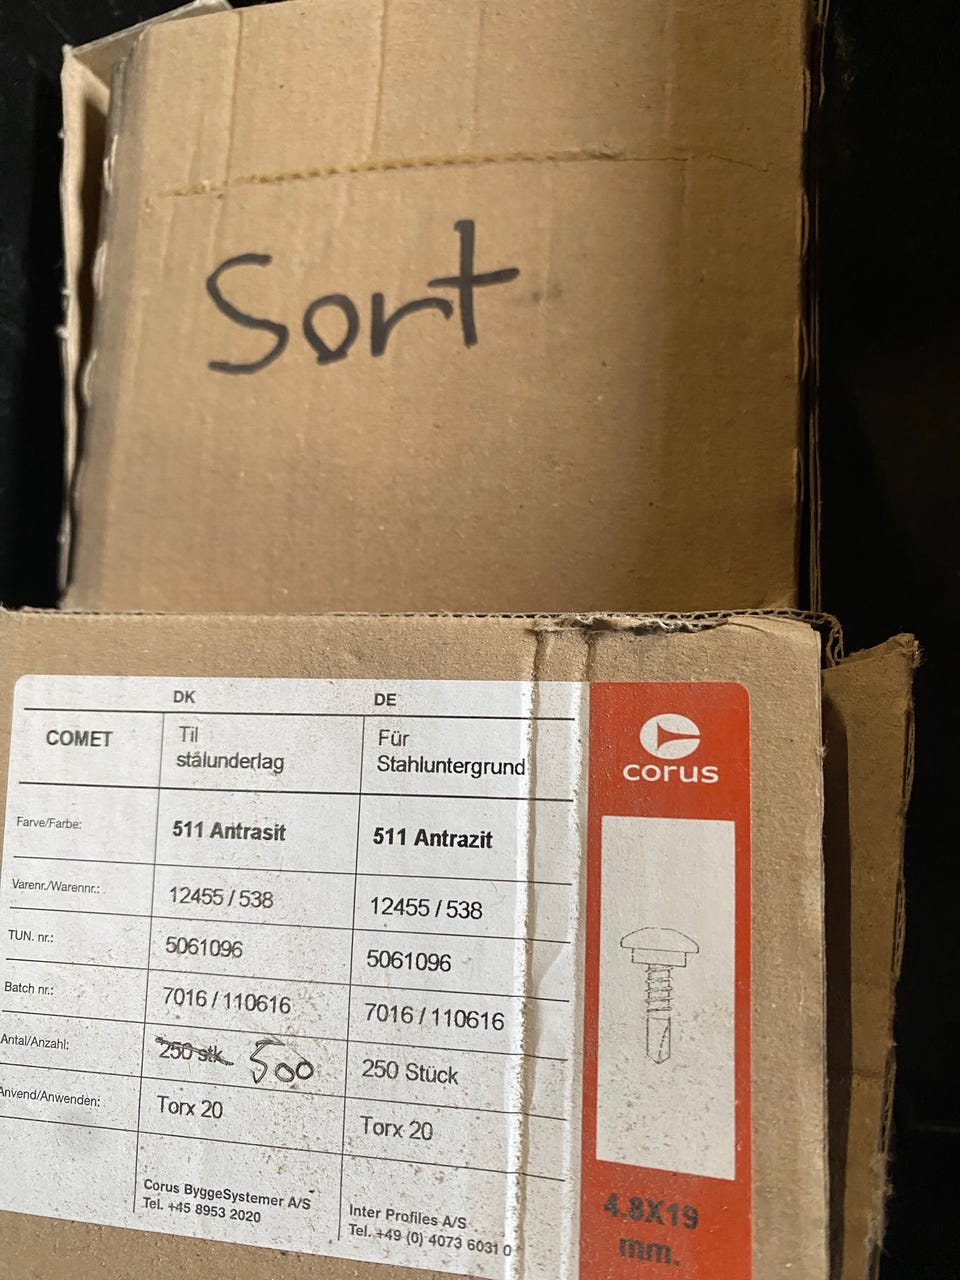 Sort
DK DE
COMET Til stålunderlag Für Stahluntergrund
Farve/Farbe: 511 Antrasit 511 Antrazit
Varenr./Warennr.: 12455 / 538 12455 / 538
TUN. nr.: 5061096 5061096
Batch nr.: 7016 / 110616 7016 / 110616
Antal/Anzahl: 250 stk. 500 250 Stück
Anvend/Anwenden: Torx 20 Torx 20
Corus ByggeSystemer A/S
Tel. +45 8953 2020
Inter Profiles A/S
Tel. +49 (0) 4073 6031 0
corus
4.8X19
mm.